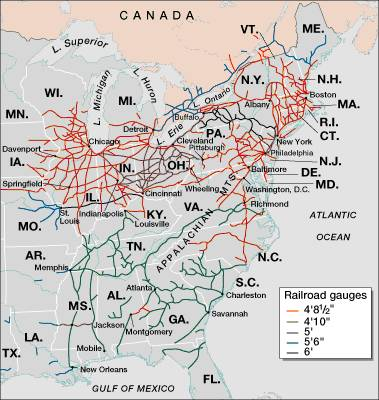 CANADA
ME.
VT.
L. Superior
L. Michigan
L. Huron
L. Ontario
L. Erie
N.Y.
N.H.
Boston
MA.
R.I.
CT.
WI.
MI.
MN.
Buffalo
Albany
Detroit
Davenport
Chicago
Cleveland
PA.
Pittsburgh
New York
Philadelphia
IA.
IN.
OH.
N.J.
Baltimore
DE.
MD.
Springfield
IL.
Cincinnati
Wheeling
Washington, D.C.
St.
Louis
Indianapolis
KY.
VA.
Richmond
MO.
Louisville
APPALACHIAN MTS.
ATLANTIC
OCEAN
TN.
N.C.
AR.
Memphis
S.C.
Atlanta
Charleston
MS.
AL.
GA.
Savannah
Jackson
Montgomery
TX.
LA.
Mobile
New Orleans
FL.
GULF OF MEXICO
Railroad gauges
4'8½"
4'10"
5'
5'6"
6'